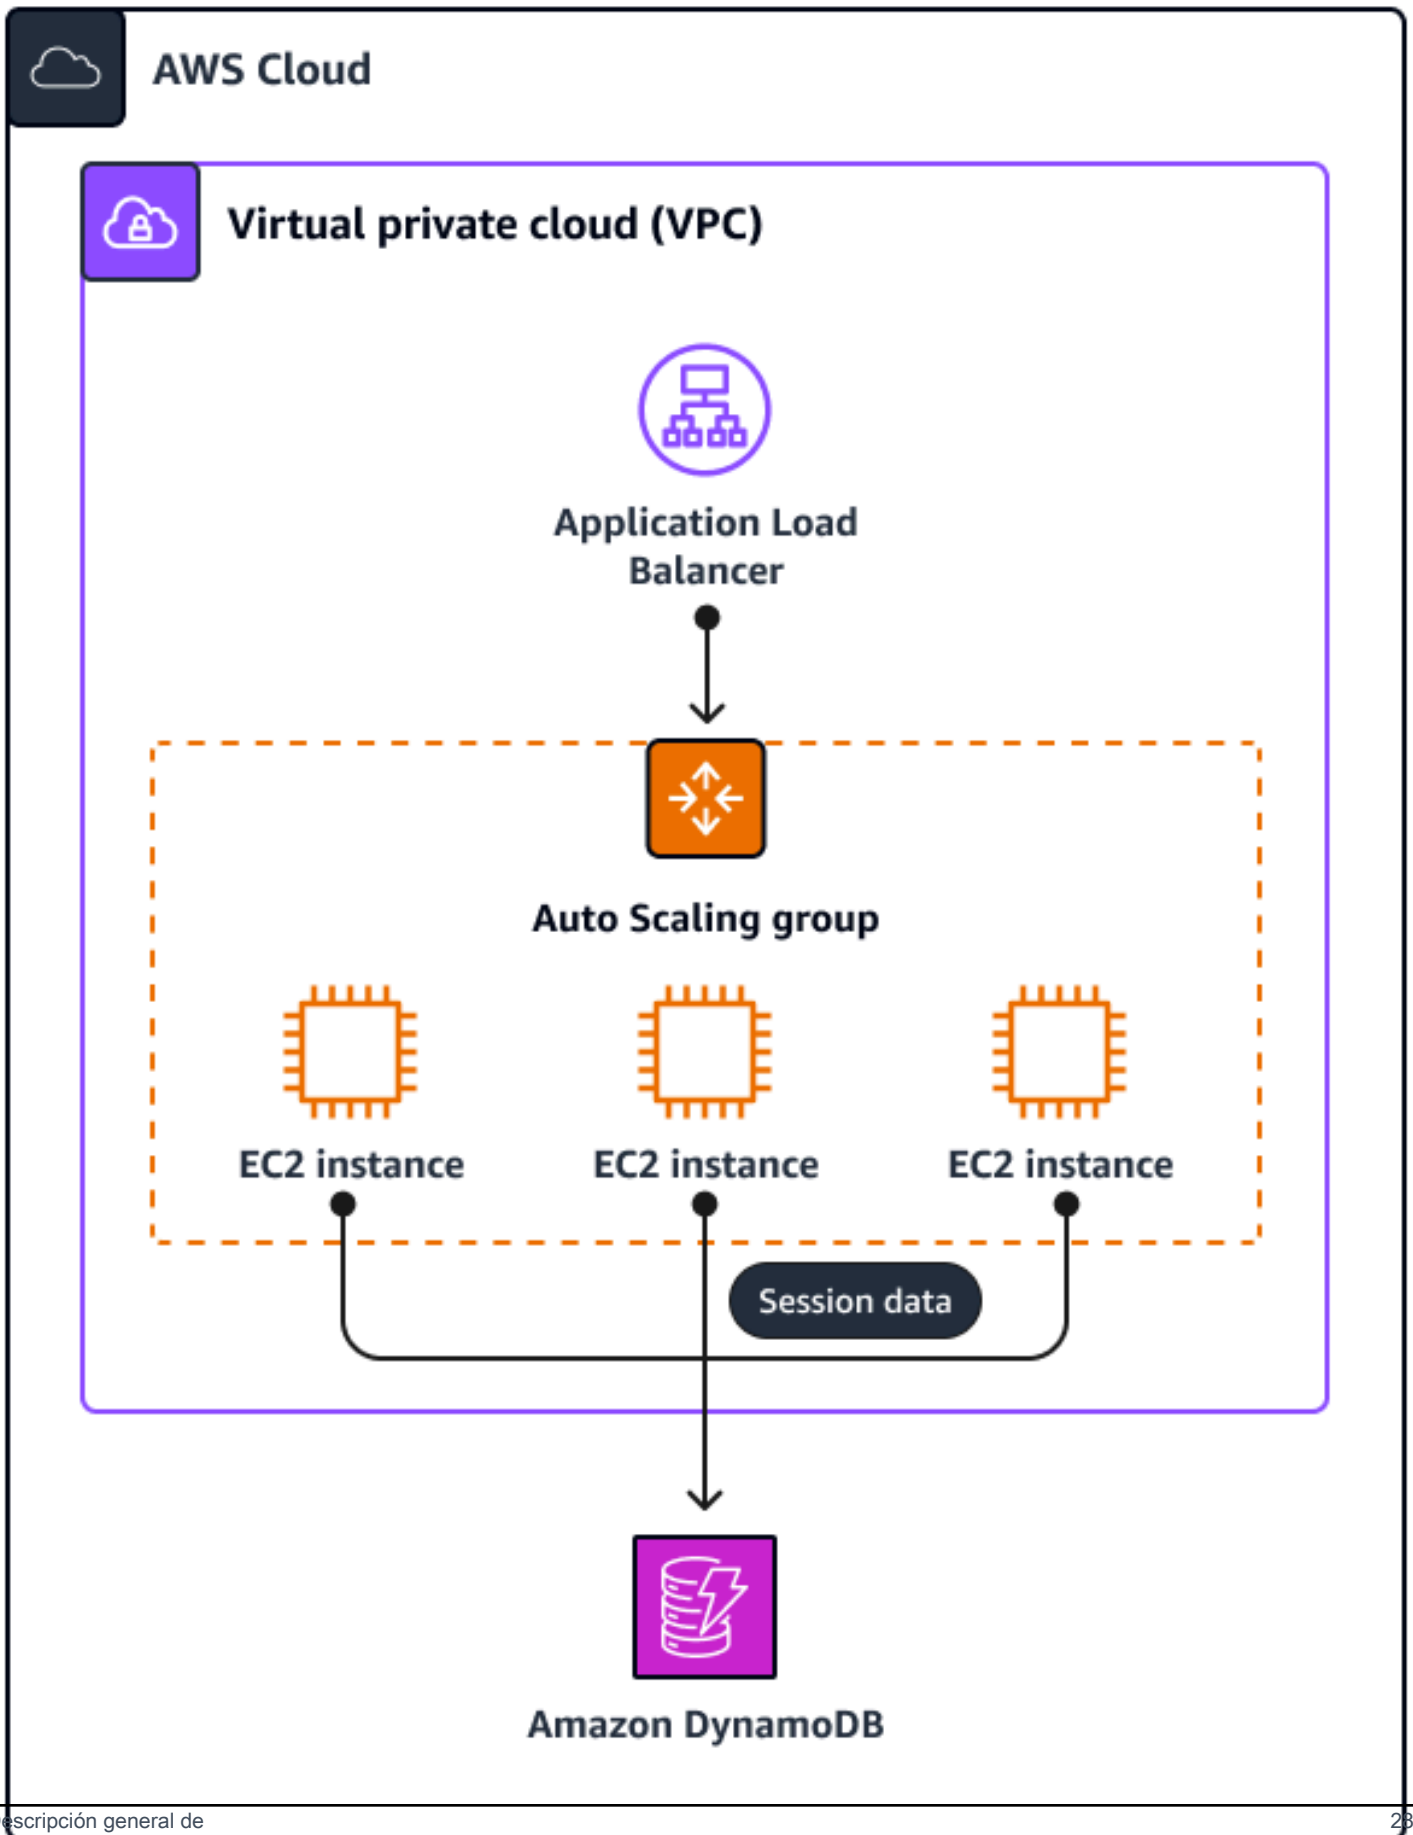 AWS Cloud
Virtual private cloud (VPC)
Application Load
Balancer
Auto Scaling group
EC2 instance EC2 instance EC2 instance
Session data
Amazon DynamoDB
escripción general de